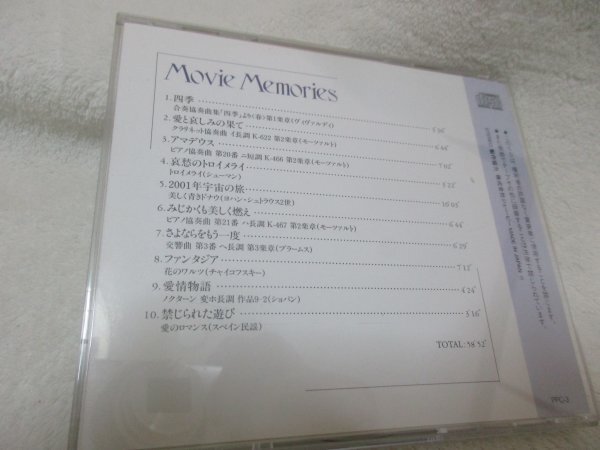 Movie Memories
1. 四季 3'36"
合奏協奏曲集「四季」より〈春〉第1楽章(ヴィヴァルディ)
2. 愛と哀しみの果て 6'44"
クラリネット協奏曲 イ長調 K-622 第2楽章(モーツァルト)
3. アマデウス 7'02"
ピアノ協奏曲 第20番 ニ短調 K-466 第2楽章(モーツァルト)
4. 哀愁のトロイメライ 3'23"
トロイメライ(シューマン)
5. 2001年宇宙の旅 10'05"
美しく青きドナウ(ヨハン・シュトラウス2世)
6. みじかくも美しく燃え 6'44"
ピアノ協奏曲 第21番 ハ長調 K-467 第2楽章(モーツァルト)
7. さよならをもう一度 6'29"
交響曲 第3番 ヘ長調 第3楽章(ブラームス)
8. ファンタジア 7'12"
花のワルツ(チャイコフスキー)
9. 愛情物語 4'24"
ノクターン 変ホ長調 作品9-2(ショパン)
10. 禁じられた遊び 3'16"
愛のロマンス(スペイン民謡)
TOTAL: 58'52"
MADE IN JAPAN
PPC-3